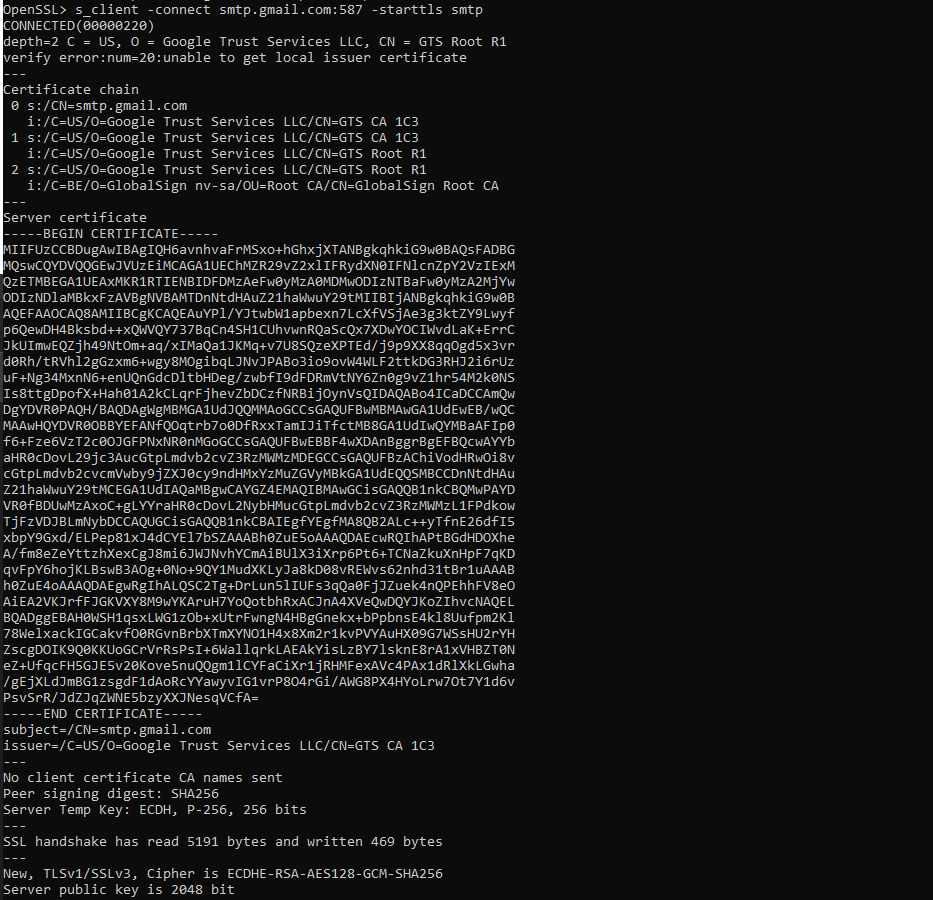 OpenSSL> s_client -connect smtp.gmail.com:587 -starttls smtp
CONNECTED(00000220)
depth=2 C = US, O = Google Trust Services LLC, CN = GTS Root R1
verify error:num=20:unable to get local issuer certificate
---
Certificate chain
 0 s:/CN=smtp.gmail.com
   i:/C=US/O=Google Trust Services LLC/CN=GTS CA 1C3
 1 s:/C=US/O=Google Trust Services LLC/CN=GTS CA 1C3
   i:/C=US/O=Google Trust Services LLC/CN=GTS Root R1
 2 s:/C=US/O=Google Trust Services LLC/CN=GTS Root R1
   i:/C=BE/O=GlobalSign nv-sa/OU=Root CA/CN=GlobalSign Root CA
---
Server certificate
-----BEGIN CERTIFICATE-----
MIIFUzCCBDugAwIBAgIQH6avnhvaFrMSxo+hGhxjXTANBgkqhkiG9w0BAQsFADBG
MQswCQYDVQQGEwJVUzEiMCAGA1UEChMZR29vZ2xlIFRydXN0IFNlcnZpY2VzIExM
QzETMBEGA1UEAxMKR1RTIENBIDFDMzAeFw0yMzA0MDMwODIzNTBaFw0yMzA2MjYw
ODIzNDlaMBkxFzAVBgNVBAMTDnNtdHAuZ21haWwuY29tMIIBIjANBgkqhkiG9w0B
AQEFAAOCAQ8AMIIBCgKCAQEAuYPl/YJtwbW1apbexn7LcXfVSjAe3g3ktZY9Lwyf
p6QewDH4Bksbd++xQWVQY737BqCn4SH1CUhvwnRQaScQx7XDwYOCIWvdLaK+ErrC
JkUImwEQZjh49NtOm+aq/xIMaQa1JKMq+v7U8SQzeXPTEd/j9p9XX8qqOgd5x3vr
d0Rh/tRVhl2gGzxm6+wgy8MOgibqLJNvJPABo3io9ovW4WLF2ttkDG3RHJ2i6rUz
uF+Ng34MxnN6+enUQnGdcDltbHDeg/zwbfI9dFDRmVtNY6Zn0g9vZ1hr54M2k0NS
Is8ttgDpofX+Hah01A2kCLqrFjhevZbDCzfNRBijOynVsQIDAQABo4ICaDCCAmQw
DgYDVR0PAQH/BAQDAgWgMBMGA1UdJQQMMAoGCCsGAQUFBwMBMAwGA1UdEwEB/wQC
MAAwHQYDVR0OBBYEFANfQOqtrb7o0DfRxxTamIJiTfctMB8GA1UdIwQYMBaAFIp0
f6+Fze6VzT2c0OJGFPNxNR0nMGoGCCsGAQUFBwEBBF4wXDAnBggrBgEFBQcwAYYb
aHR0cDovL29jc3AucGtpLmdvb2cvZ3RzMWMzMDEGCCsGAQUFBzAChiVodHRwOi8v
cGtpLmdvb2cvcmVwby9jZXJ0cy9ndHMxYzMuZGVyMBkGA1UdEQQSMBCCDnNtdHAu
Z21haWwuY29tMCEGA1UdIAQaMBgwCAYGZ4EMAQIBMAwGCisGAQQB1nkCBQMwPAYD
VR0fBDUwMzAxoC+gLYYraHR0cDovL2NybHMucGtpLmdvb2cvZ3RzMWMzL1FPdkow
TjFzVDJBLmNybDCCAQUGCisGAQQB1nkCBAIEgfYEgfMA8QB2ALc++yTfnE26dfI5
xbpY9Gxd/ELPep81xJ4dCYEl7bSZAAABh0ZuE5oAAAQDAEcwRQIhAPtBGdHDOXhe
A/fm8eZeYttzhXexCgJ8mi6JWJNvhYCmAiBUlX3iXrp6Pt6+TCNaZkuXnHpF7qKD
qvFpY6hojKLBswB3AOg+0No+9QY1MudXKLyJa8kD08vREWvs62nhd31tBr1uAAAB
h0ZuE4oAAAQDAEgwRgIhALQSC2Tg+DrLun5lIUFs3qQa0FjJZuek4nQPEhhFV8eO
AiEA2VKJrfFJGKVXY8M9wYKAruH7YoQotbhRxACJnA4XVeQwDQYJKoZIhvcNAQEL
BQADggEBAH0WSH1qsxLWG1zOb+xUtrFwngN4HBgGnekx+bPpbnsE4kl8Uufpm2Kl
78WelxackIGCakvfO0RGvnBrbXTmXYNO1H4x8Xm2r1kvPVYAuHX09G7WSsHU2rYH
ZscgDOIK9Q0KKUoGCrVrRsPsI+6WallqrkLAEAkYisLzBY7lsknE8rA1xVHBZT0N
eZ+UfqcFH5GJE5v20Kove5nuQQgm1lCYFaCiXr1jRHMFexAVc4PAx1dRlXkLGwha
/gEjXLdJmBG1zsgdF1dAoRcYYawyvIG1vrP8O4rGi/AWG8PX4HYoLrw7Ot7Y1d6v
PsvSrR/JdZJqZWNE5bzyXXJNesqVCfA=
-----END CERTIFICATE-----
subject=/CN=smtp.gmail.com
issuer=/C=US/O=Google Trust Services LLC/CN=GTS CA 1C3
---
No client certificate CA names sent
Peer signing digest: SHA256
Server Temp Key: ECDH, P-256, 256 bits
---
SSL handshake has read 5191 bytes and written 469 bytes
---
New, TLSv1/SSLv3, Cipher is ECDHE-RSA-AES128-GCM-SHA256
Server public key is 2048 bit